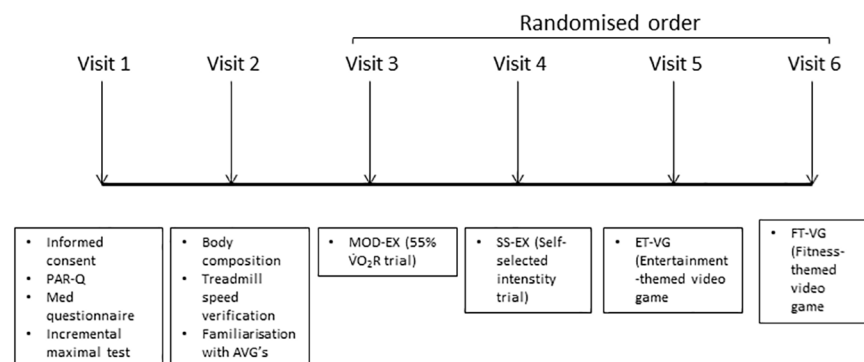 Randomised order
Visit 1 Visit 2 Visit 3 Visit 4 Visit 5 Visit 6
• Informed
consent
• PAR-Q
• Med
questionnaire
• Incremental
maximal test
• Body
composition
• Treadmill
speed
verification
• Familiarisation
with AVG's
• MOD-EX (55%
V̇O₂R trial)
• SS-EX (Self-
selected
intenstity
trial)
• ET-VG
(Entertainment
-themed video
game)
• FT-VG
(Fitness-
themed
video
game